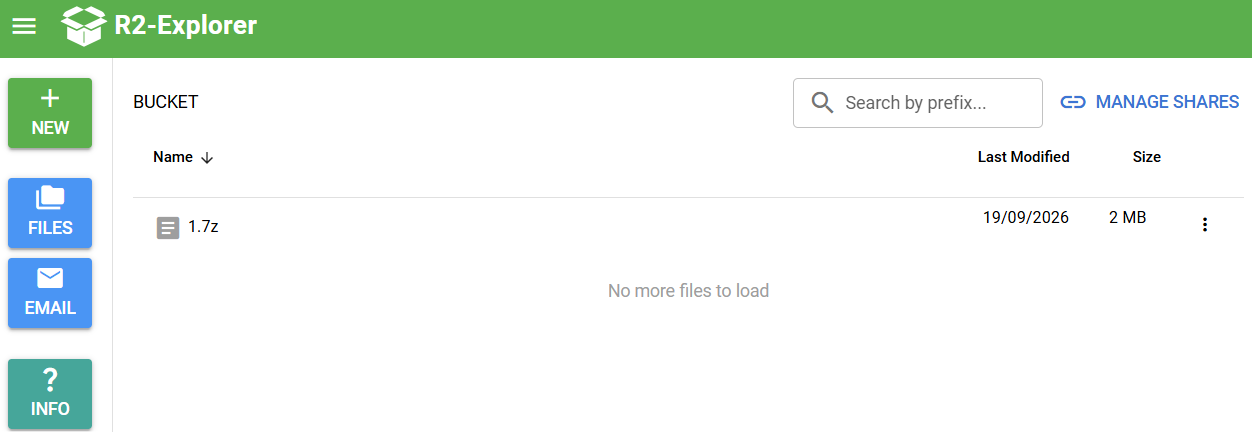 R2-Explorer
NEW
FILES
EMAIL
? INFO
BUCKET
Search by prefix...
MANAGE SHARES
Name Last Modified Size
1.7z 19/09/2026 2 MB
No more files to load